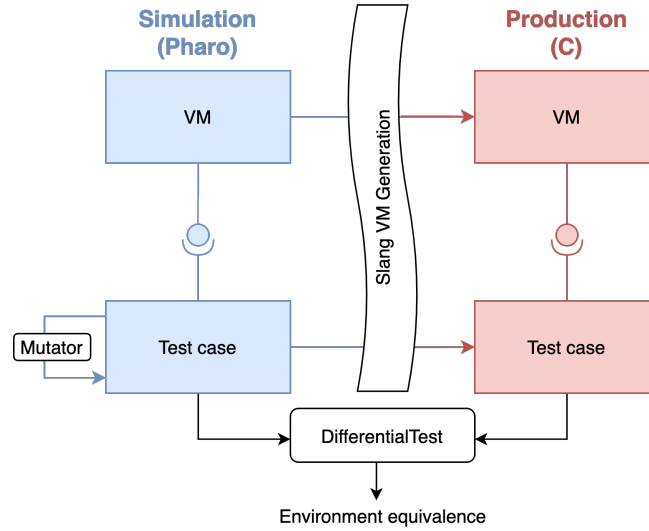 Simulation
(Pharo)
Production
(C)
VM
VM
Slang VM Generation
Mutator
Test case
Test case
DifferentialTest
Environment equivalence